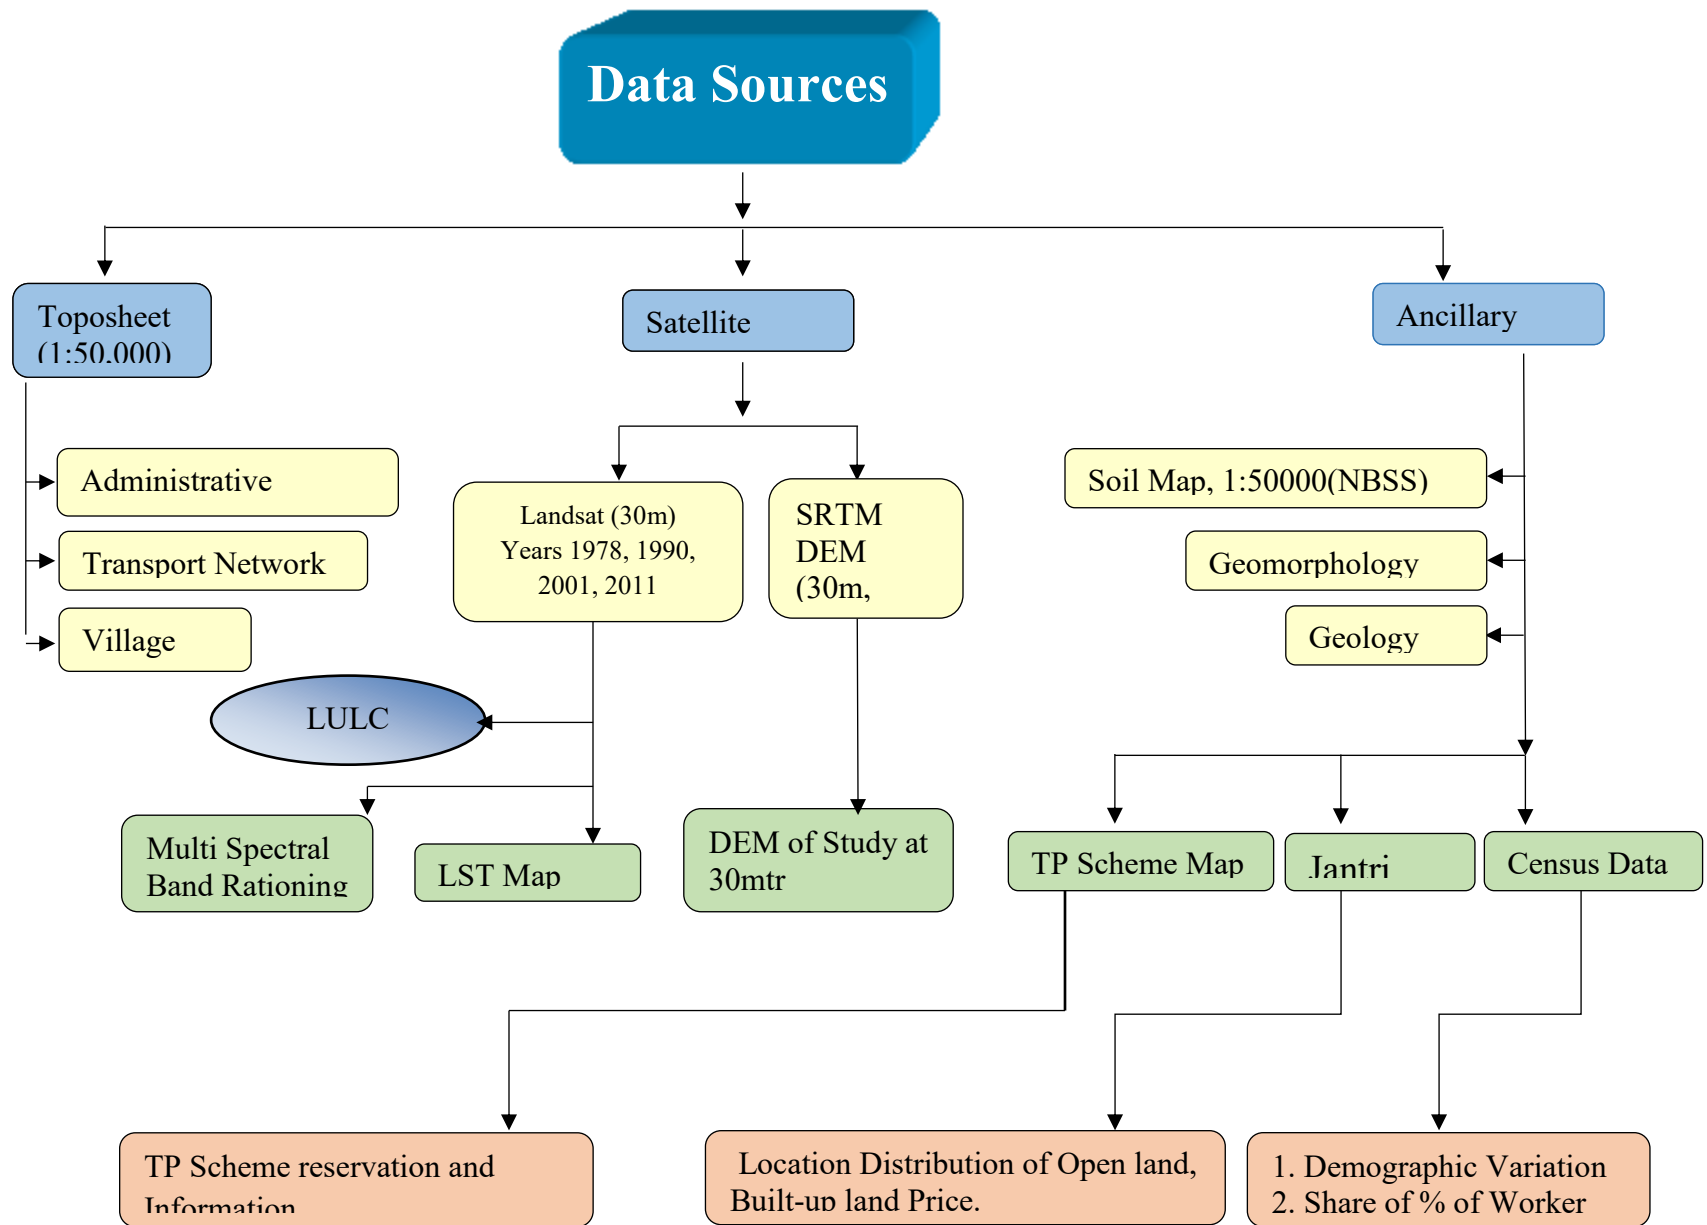 Data Sources
Toposheet
(1:50,000)
Satellite
Ancillary
Administrative
Transport Network
Village
Landsat (30m)
Years 1978, 1990,
2001, 2011
SRTM
DEM
(30m,
Soil Map, 1:50000(NBSS)
Geomorphology
Geology
LULC
Multi Spectral
Band Rationing
LST Map
DEM of Study at
30mtr
TP Scheme Map
Jantri
Census Data
TP Scheme reservation and
Information
Location Distribution of Open land,
Built-up land Price.
1. Demographic Variation
2. Share of % of Worker